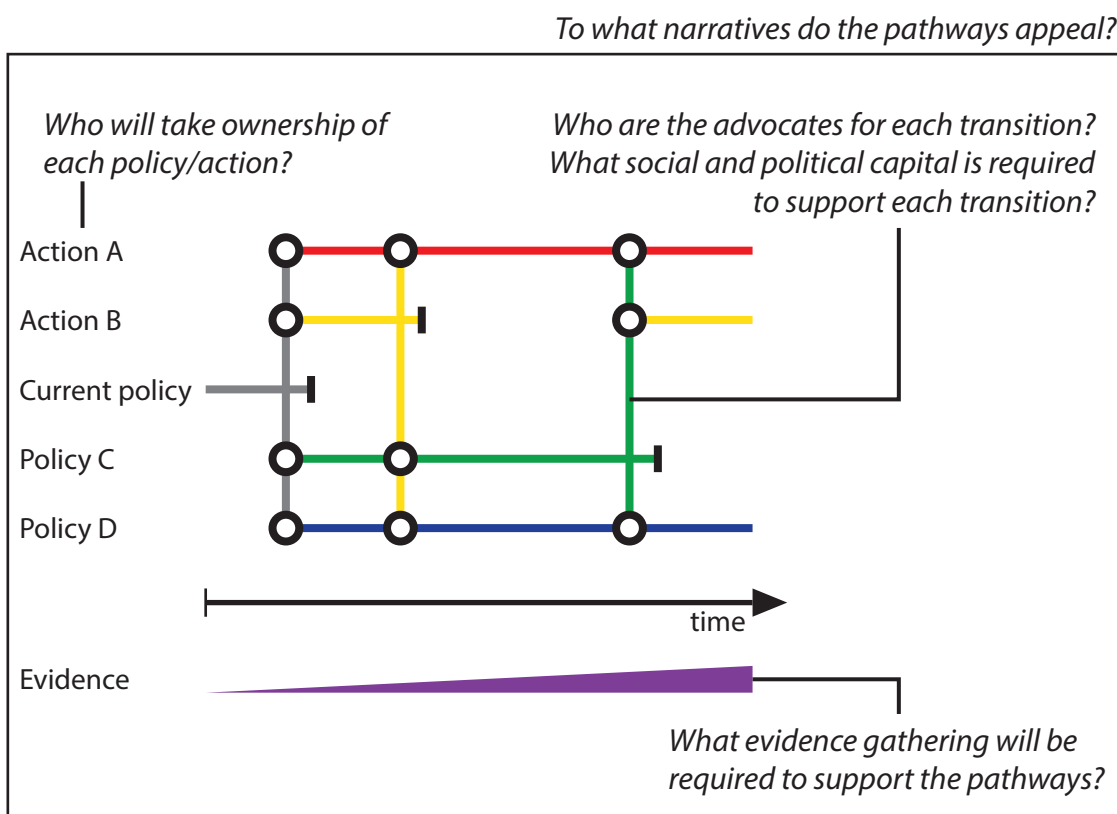 To what narratives do the pathways appeal?
Who will take ownership of
each policy/action?
Who are the advocates for each transition?
What social and political capital is required
to support each transition?
Action A
Action B
Current policy
Policy C
Policy D
time
Evidence
What evidence gathering will be
required to support the pathways?